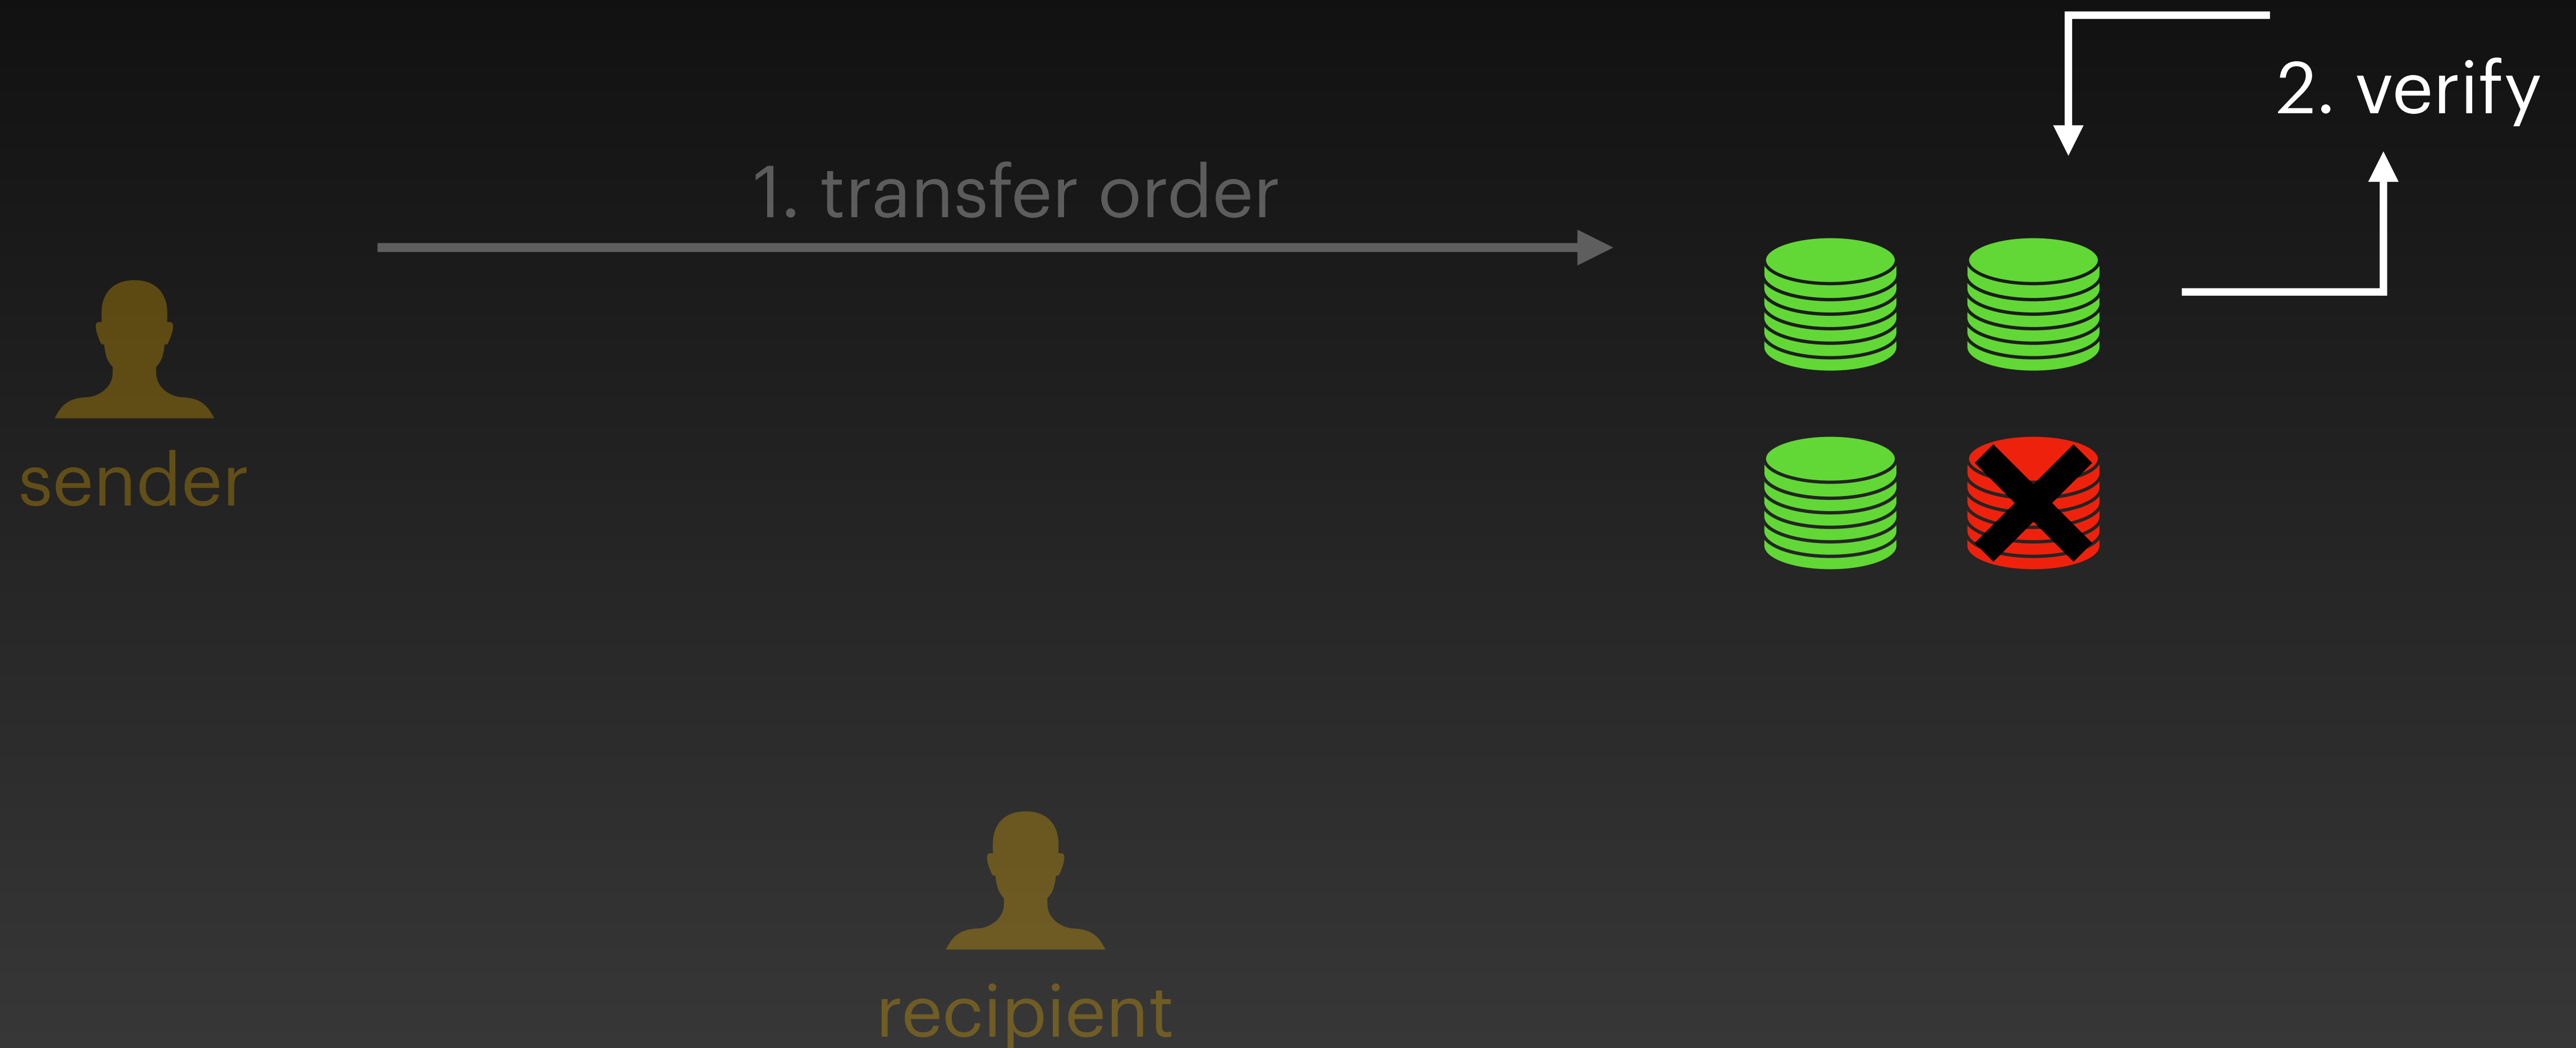 2. verify
1. transfer order
sender
recipient